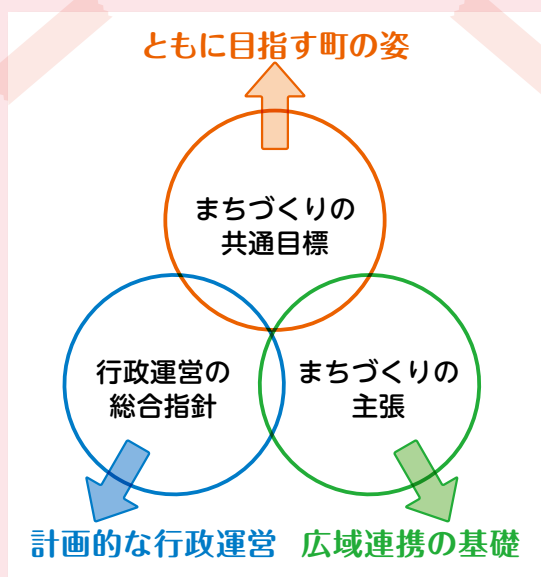 ともに目指す町の姿
まちづくりの
共通目標
行政運営の
総合指針
まちづくりの
主張
計画的な行政運営
広域連携の基礎